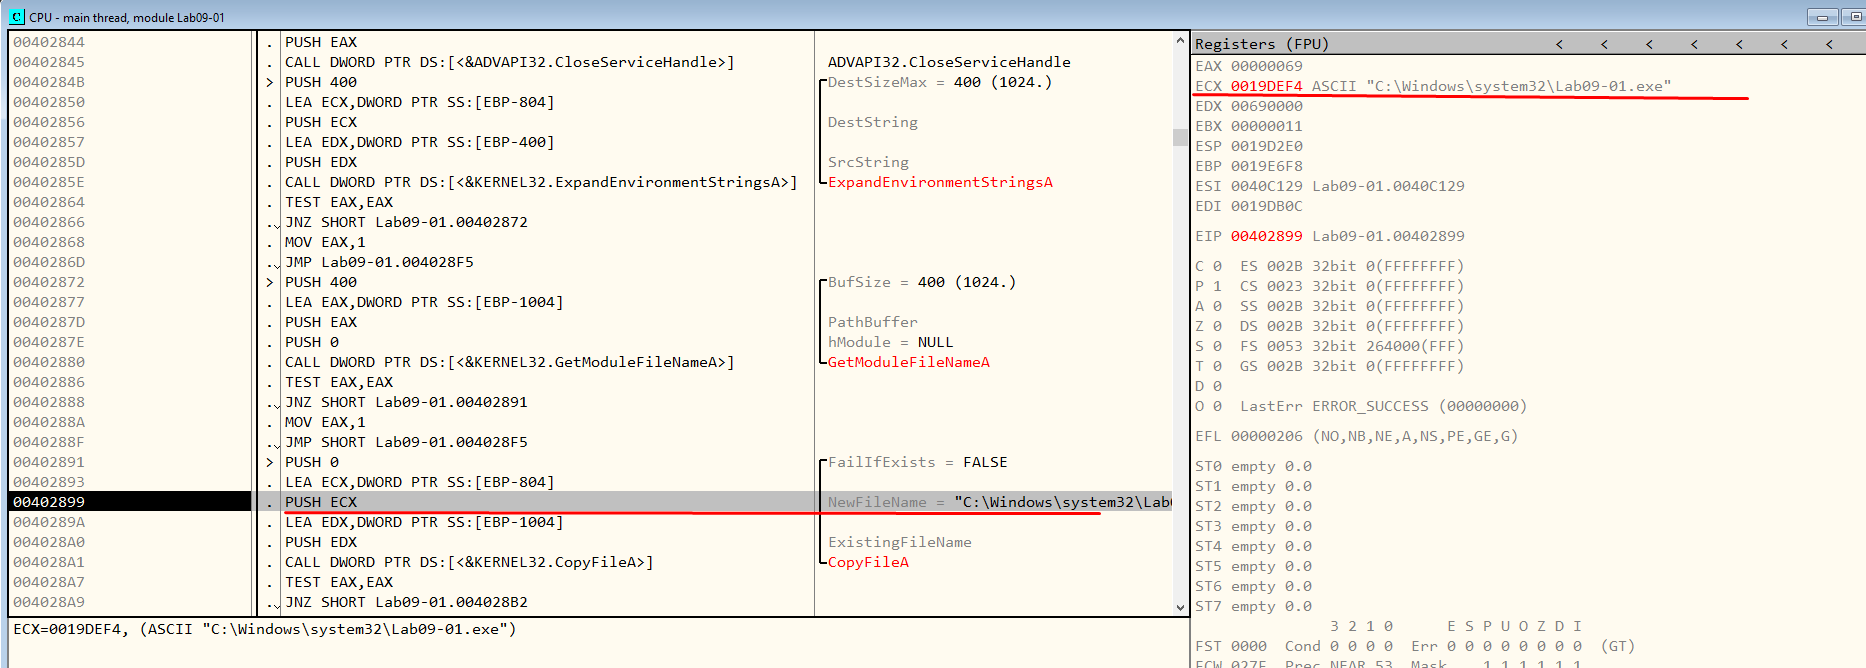 CPU - main thread, module Lab09-01
00402844 . PUSH EAX
00402845 . CALL DWORD PTR DS:[<&ADVAPI32.CloseServiceHandle>] ADVAPI32.CloseServiceHandle
0040284B > PUSH 400 DestSizeMax = 400 (1024.)
00402850 . LEA ECX,DWORD PTR SS:[EBP-804]
00402856 . PUSH ECX DestString
00402857 . LEA EDX,DWORD PTR SS:[EBP-400]
0040285D . PUSH EDX SrcString
0040285E . CALL DWORD PTR DS:[<&KERNEL32.ExpandEnvironmentStringsA>] ExpandEnvironmentStringsA
00402864 . TEST EAX,EAX
00402866 . JNZ SHORT Lab09-01.00402872
00402868 . MOV EAX,1
0040286D . JMP Lab09-01.004028F5
00402872 > PUSH 400 BufSize = 400 (1024.)
00402877 . LEA EAX,DWORD PTR SS:[EBP-1004]
0040287D . PUSH EAX PathBuffer
0040287E . PUSH 0 hModule = NULL
00402880 . CALL DWORD PTR DS:[<&KERNEL32.GetModuleFileNameA>] GetModuleFileNameA
00402886 . TEST EAX,EAX
00402888 . JNZ SHORT Lab09-01.00402891
0040288A . MOV EAX,1
0040288F . JMP SHORT Lab09-01.004028F5
00402891 > PUSH 0 FailIfExists = FALSE
00402893 . LEA ECX,DWORD PTR SS:[EBP-804]
00402899 . PUSH ECX NewFileName = "C:\Windows\system32\Lab
0040289A . LEA EDX,DWORD PTR SS:[EBP-1004]
004028A0 . PUSH EDX ExistingFileName
004028A1 . CALL DWORD PTR DS:[<&KERNEL32.CopyFileA>] CopyFileA
004028A7 . TEST EAX,EAX
004028A9 . JNZ SHORT Lab09-01.004028B2
ECX=0019DEF4, (ASCII "C:\Windows\system32\Lab09-01.exe")
Registers (FPU) < < < < < < <
EAX 00000069
ECX 0019DEF4 ASCII "C:\Windows\system32\Lab09-01.exe"
EDX 00690000
EBX 00000011
ESP 0019D2E0
EBP 0019E6F8
ESI 0040C129 Lab09-01.0040C129
EDI 0019DB0C
EIP 00402899 Lab09-01.00402899
C 0 ES 002B 32bit 0(FFFFFFFF)
P 1 CS 0023 32bit 0(FFFFFFFF)
A 0 SS 002B 32bit 0(FFFFFFFF)
Z 0 DS 002B 32bit 0(FFFFFFFF)
S 0 FS 0053 32bit 264000(FFF)
T 0 GS 002B 32bit 0(FFFFFFFF)
D 0
O 0 LastErr ERROR_SUCCESS (00000000)
EFL 00000206 (NO,NB,NE,A,NS,PE,GE,G)
ST0 empty 0.0
ST1 empty 0.0
ST2 empty 0.0
ST3 empty 0.0
ST4 empty 0.0
ST5 empty 0.0
ST6 empty 0.0
ST7 empty 0.0
3 2 1 0 E S P U O Z D I
FST 0000 Cond 0 0 0 0 Err 0 0 0 0 0 0 0 0 (GT)
FCW 027F Prec NEAR,53 Mask 1 1 1 1 1 1